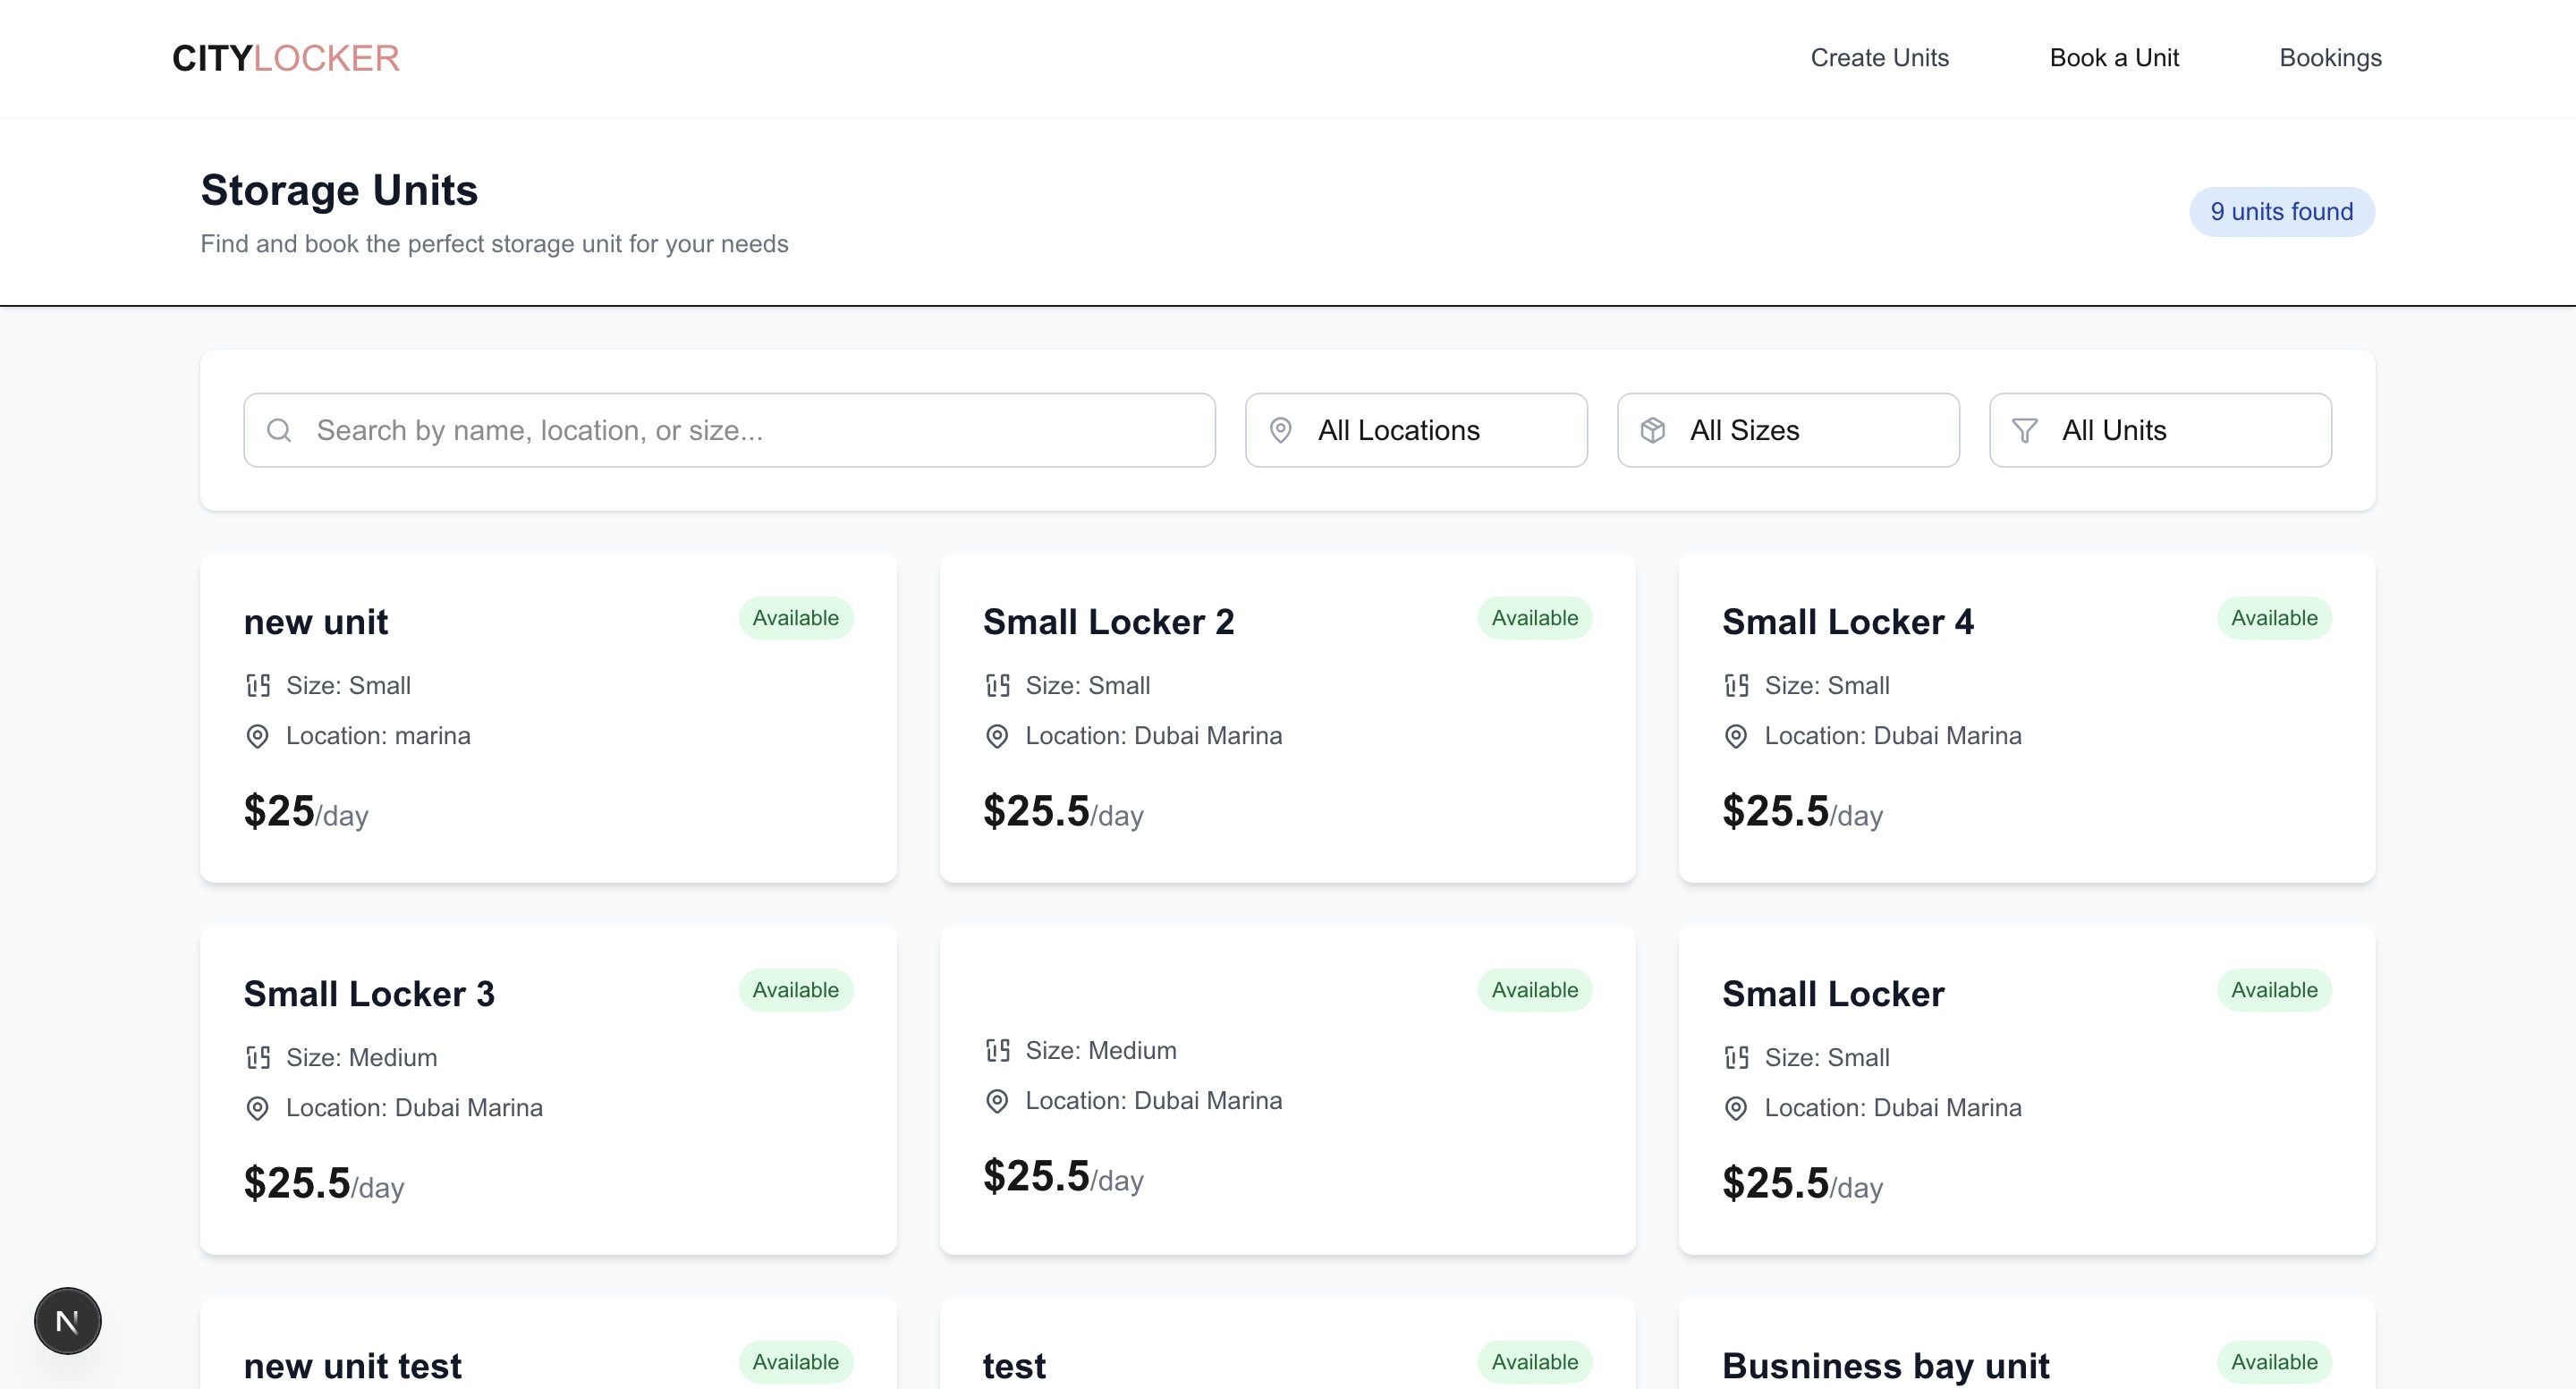 CITYLOCKER
Create Units
Book a Unit
Bookings
Storage Units
Find and book the perfect storage unit for your needs
9 units found
Search by name, location, or size...
All Locations
All Sizes
All Units
new unit
Available
Size: Small
Location: marina
$25/day
Small Locker 2
Available
Size: Small
Location: Dubai Marina
$25.5/day
Small Locker 4
Available
Size: Small
Location: Dubai Marina
$25.5/day
Small Locker 3
Available
Size: Medium
Location: Dubai Marina
$25.5/day
Available
Size: Medium
Location: Dubai Marina
$25.5/day
Small Locker
Available
Size: Small
Location: Dubai Marina
$25.5/day
new unit test
Available
test
Available
Busniness bay unit
Available
N